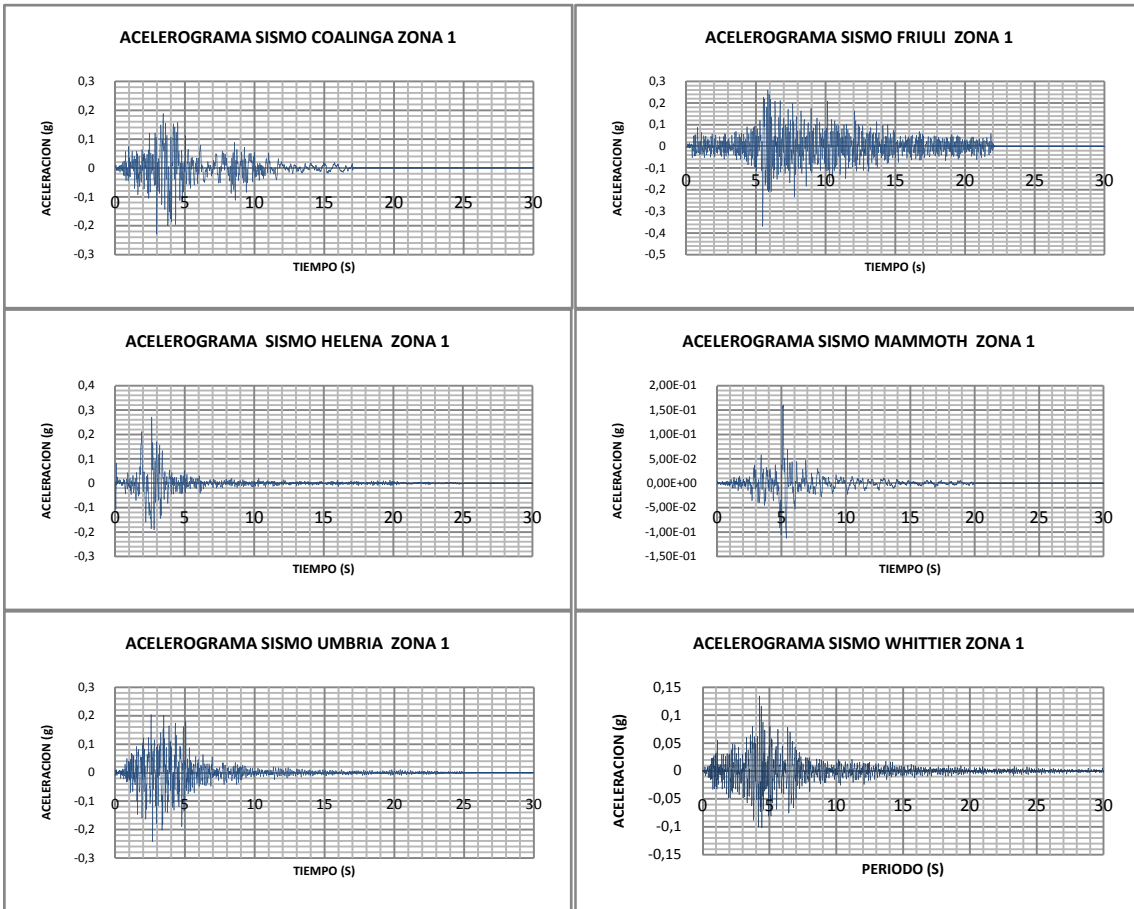 ACELEROGRAMA SISMO COALINGA ZONA 1
0,3
0,2
0,1
0
-0,1
-0,2
-0,3
0 5 10 15 20 25 30
ACELERACION (g)
TIEMPO (S)
ACELEROGRAMA SISMO FRIULI ZONA 1
0,3
0,2
0,1
0
-0,1
-0,2
-0,3
-0,4
-0,5
0 5 10 15 20 25 30
ACELERACION (g)
TIEMPO (s)
ACELEROGRAMA SISMO HELENA ZONA 1
0,4
0,3
0,2
0,1
0
-0,1
-0,2
-0,3
0 5 10 15 20 25 30
ACELERACION (g)
TIEMPO (S)
ACELEROGRAMA SISMO MAMMOTH ZONA 1
2,00E-01
1,50E-01
1,00E-01
5,00E-02
0,00E+00
-5,00E-02
-1,00E-01
-1,50E-01
0 5 10 15 20 25 30
ACELERACION (g)
TIEMPO (S)
ACELEROGRAMA SISMO UMBRIA ZONA 1
0,3
0,2
0,1
0
-0,1
-0,2
-0,3
0 5 10 15 20 25 30
ACELERACION (g)
TIEMPO (S)
ACELEROGRAMA SISMO WHITTIER ZONA 1
0,15
0,1
0,05
0
-0,05
-0,1
-0,15
0 5 10 15 20 25 30
ACELERACION (g)
PERIODO (S)